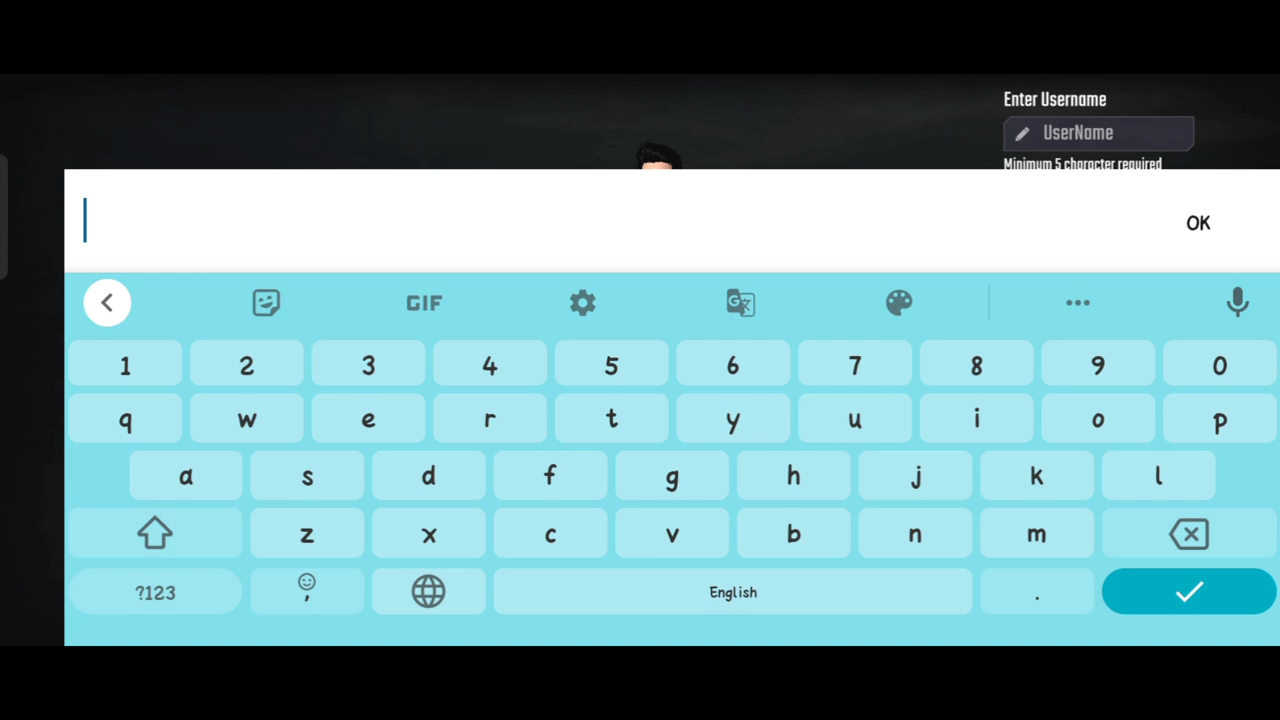 Enter Username
UserName
Minimum 5 character required
OK
GIF
1 2 3 4 5 6 7 8 9 0
q w e r t y u i o p
a s d f g h j k l
z x c v b n m
?123 , English .